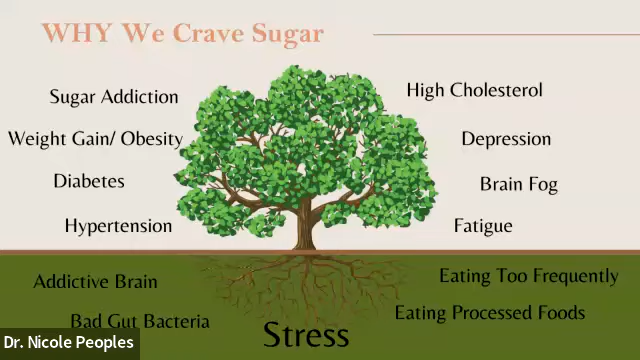 WHY We Crave Sugar
Sugar Addiction
Weight Gain/ Obesity
Diabetes
Hypertension
High Cholesterol
Depression
Brain Fog
Fatigue
Addictive Brain
Bad Gut Bacteria
Stress
Eating Too Frequently
Eating Processed Foods
Dr. Nicole Peoples